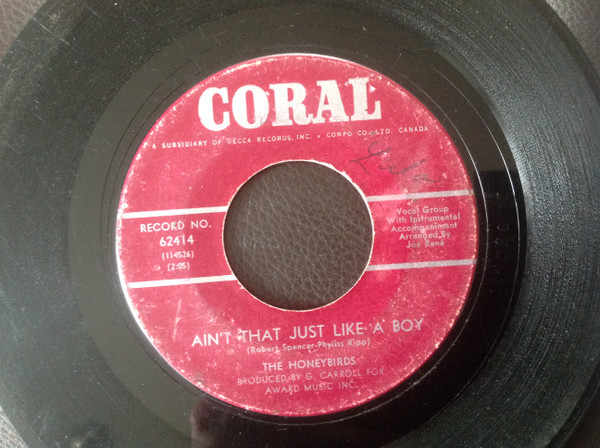 CORAL
A SUBSIDIARY OF DECCA RECORDS, INC. • COMPO CO. LTD. CANADA
RECORD NO.
62414
(114526)
(2:05)
Vocal Group
With Instrumental
Accompaniment
Arranged by
Joe Rene
AIN'T THAT JUST LIKE A BOY
(Robert Spencer-Phyliss Ripp)
THE HONEYBIRDS
PRODUCED BY G. CARROLL FOR
AWARD MUSIC INC.